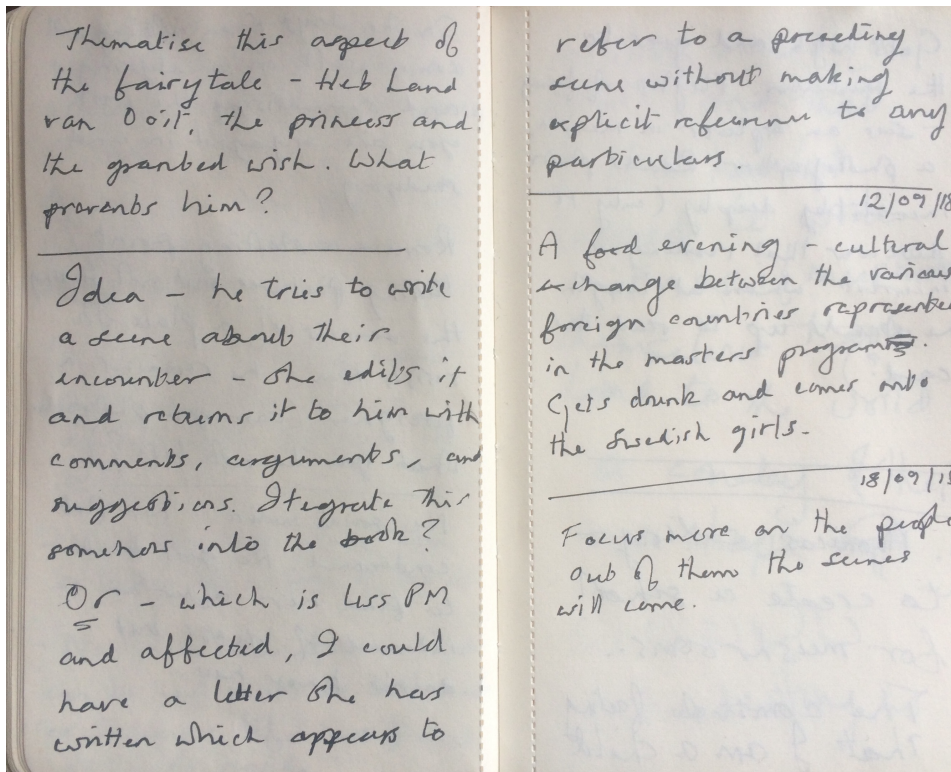 Thematise this aspect of
the fairytale - Heb Land
van Ooit, the princess and
the granted wish. What
prevents him?
Idea - he tries to write
a scene about their
encounter - she edits it
and returns it to him with
comments, arguments, and
suggestions. Itegrate this
somehow into the book?
Or - which is less PM
and affected, I could
have a letter she has
written which appears to
refer to a preceding
scene without making
explicit reference to any
particulars.
12/09/18
A food evening - cultural
exchange between the various
foreign countries represented
in the masters program.
Gets drunk and comes onto
the Swedish girls.
18/09/1
Focus more on the people
out of them the scenes
will come.